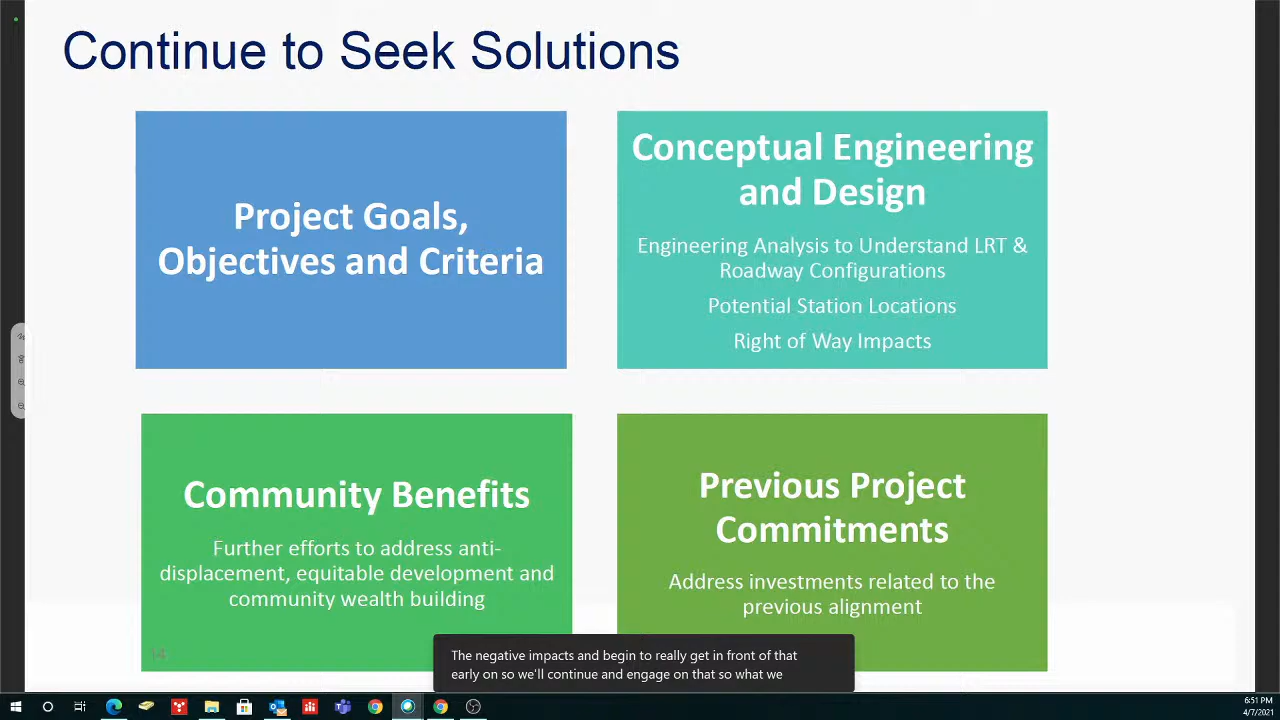 Continue to Seek Solutions
Project Goals,
Objectives and Criteria
Conceptual Engineering
and Design
Engineering Analysis to Understand LRT &
Roadway Configurations
Potential Station Locations
Right of Way Impacts
Community Benefits
Further efforts to address anti-
displacement, equitable development and
community wealth building
Previous Project
Commitments
Address investments related to the
previous alignment
14
The negative impacts and begin to really get in front of that
early on so we'll continue and engage on that so what we
6:51 PM
4/7/2021